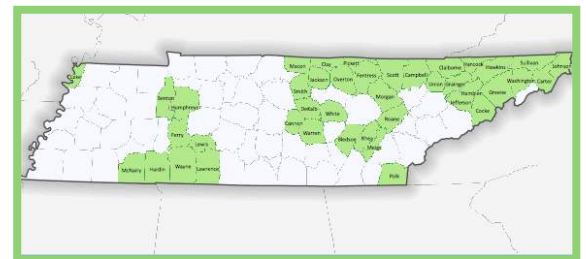 Lake
Macon Clay Pickett
Claiborne Hancock Hawkins Sullivan Johnson
Jackson Overton Fentress Scott Campbell
Union Grainger Washington Carter
Benton
Humphreys
Smith
Morgan
Hamblen Greene
Jefferson
DeKalb
White
Cocke
Cannon
Roane
Perry
Warren
Bledsoe Rhea
Lewis
Meigs
McNairy Hardin Wayne Lawrence
Polk